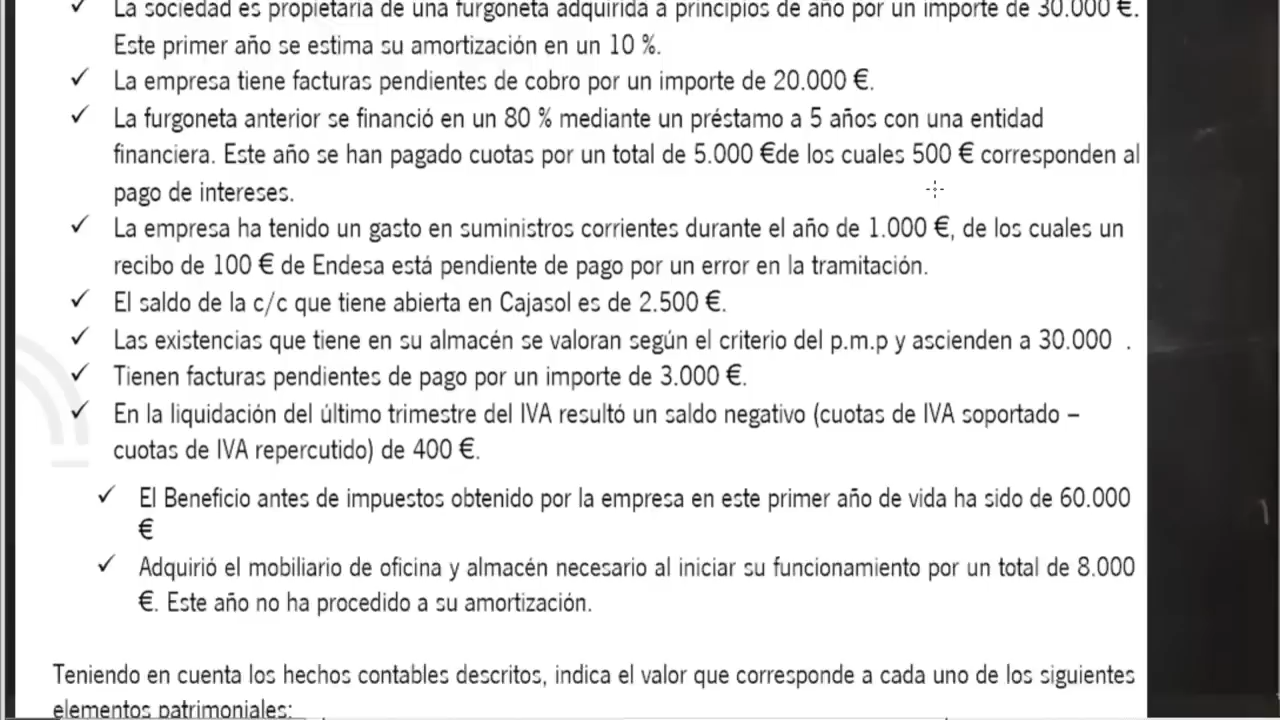 ✓ La sociedad es propietaria de una furgoneta adquirida a principios de año por un importe de 30.000 €.
Este primer año se estima su amortización en un 10 %.
✓ La empresa tiene facturas pendientes de cobro por un importe de 20.000 €.
✓ La furgoneta anterior se financió en un 80 % mediante un préstamo a 5 años con una entidad
financiera. Este año se han pagado cuotas por un total de 5.000 €de los cuales 500 € corresponden al
pago de intereses.
✓ La empresa ha tenido un gasto en suministros corrientes durante el año de 1.000 €, de los cuales un
recibo de 100 € de Endesa está pendiente de pago por un error en la tramitación.
✓ El saldo de la c/c que tiene abierta en Cajasol es de 2.500 €.
✓ Las existencias que tiene en su almacén se valoran según el criterio del p.m.p y ascienden a 30.000 .
✓ Tienen facturas pendientes de pago por un importe de 3.000 €.
✓ En la liquidación del último trimestre del IVA resultó un saldo negativo (cuotas de IVA soportado –
cuotas de IVA repercutido) de 400 €.
✓ El Beneficio antes de impuestos obtenido por la empresa en este primer año de vida ha sido de 60.000
€
✓ Adquirió el mobiliario de oficina y almacén necesario al iniciar su funcionamiento por un total de 8.000
€. Este año no ha procedido a su amortización.
Teniendo en cuenta los hechos contables descritos, indica el valor que corresponde a cada uno de los siguientes
elementos patrimoniales: